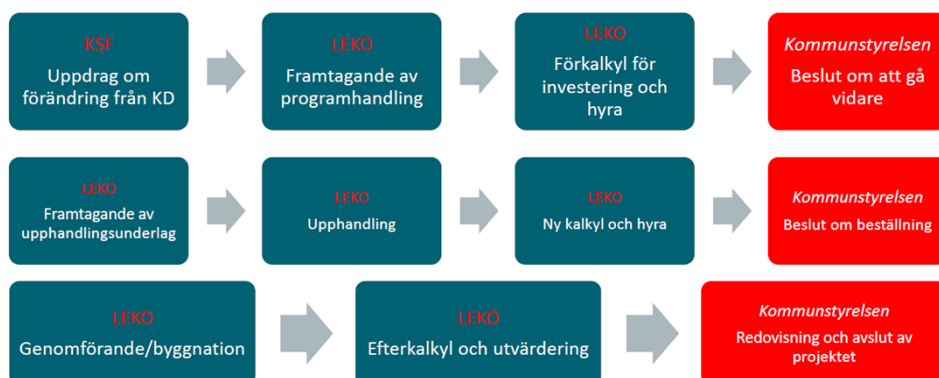 KSF
Uppdrag om
förändring från KD
LEKO
Framtagande av
programhandling
LEKO
Förkalkyl för
investering och
hyra
Kommunstyrelsen
Beslut om att gå
vidare
LEKO
Framtagande av
upphandlingsunderlag
LEKO
Upphandling
LEKO
Ny kalkyl och hyra
Kommunstyrelsen
Beslut om beställning
LEKO
Genomförande/byggnation
LEKO
Efterkalkyl och utvärdering
Kommunstyrelsen
Redovisning och avslut av
projektet